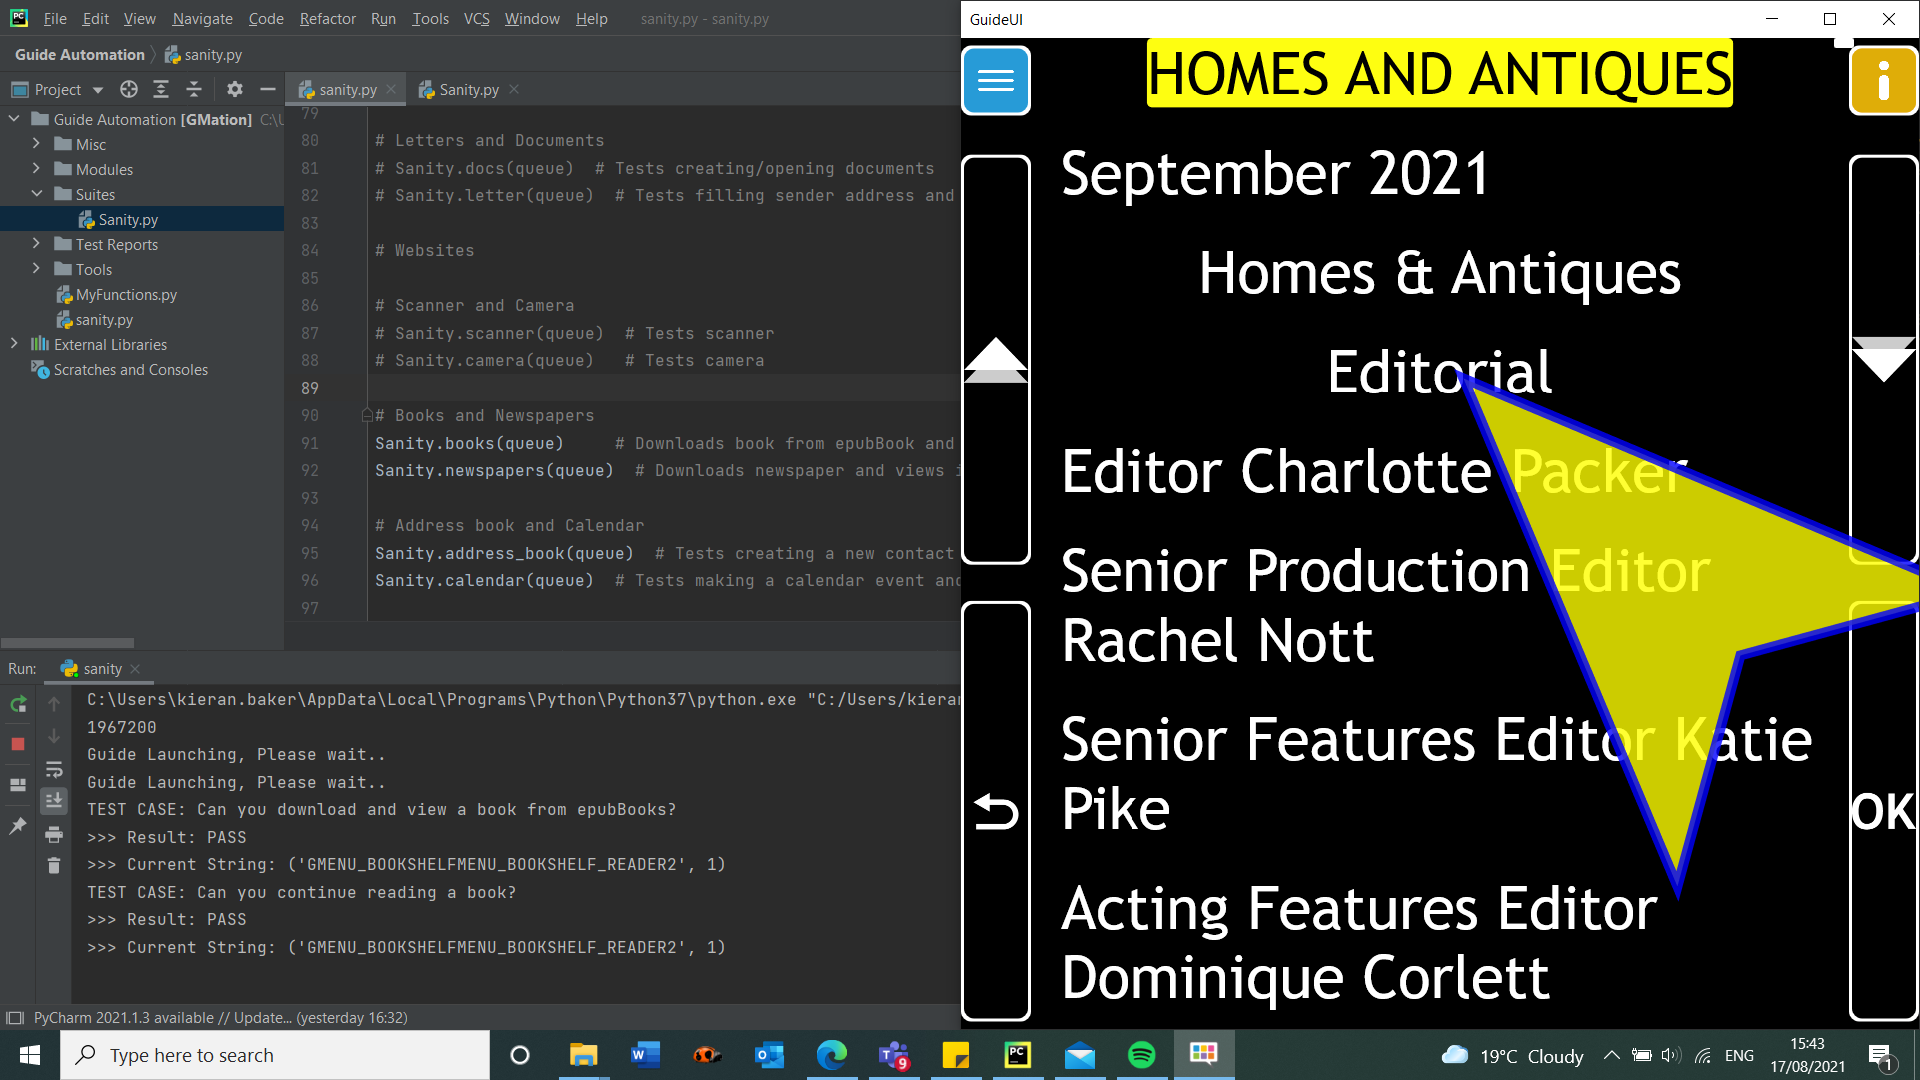 File Edit View Navigate Code Refactor Run Tools VCS Window Help sanity.py - sanity.py
Guide Automation sanity.py
Project
sanity.py Sanity.py
Guide Automation [GMation] C:\U
Misc
Modules
Suites
Sanity.py
Test Reports
Tools
MyFunctions.py
sanity.py
External Libraries
Scratches and Consoles
79
80 # Letters and Documents
81 # Sanity.docs(queue) # Tests creating/opening documents
82 # Sanity.letter(queue) # Tests filling sender address and
83
84 # Websites
85
86 # Scanner and Camera
87 # Sanity.scanner(queue) # Tests scanner
88 # Sanity.camera(queue) # Tests camera
89
90 # Books and Newspapers
91 Sanity.books(queue) # Downloads book from epubBook and
92 Sanity.newspapers(queue) # Downloads newspaper and views i
93
94 # Address book and Calendar
95 Sanity.address_book(queue) # Tests creating a new contact
96 Sanity.calendar(queue) # Tests making a calendar event and
97
Run: sanity
C:\Users\kieran.baker\AppData\Local\Programs\Python\Python37\python.exe "C:/Users/kieran
1967200
Guide Launching, Please wait..
Guide Launching, Please wait..
TEST CASE: Can you download and view a book from epubBooks?
>>> Result: PASS
>>> Current String: ('GMENU_BOOKSHELFMENU_BOOKSHELF_READER2', 1)
TEST CASE: Can you continue reading a book?
>>> Result: PASS
>>> Current String: ('GMENU_BOOKSHELFMENU_BOOKSHELF_READER2', 1)
PyCharm 2021.1.3 available // Update... (yesterday 16:32)
GuideUI
HOMES AND ANTIQUES
September 2021
Homes & Antiques
Editorial
Editor Charlotte Packer
Senior Production Editor
Rachel Nott
Senior Features Editor Katie
Pike
Acting Features Editor
Dominique Corlett
OK
Type here to search
9
19°C Cloudy
ENG
15:43
17/08/2021
1